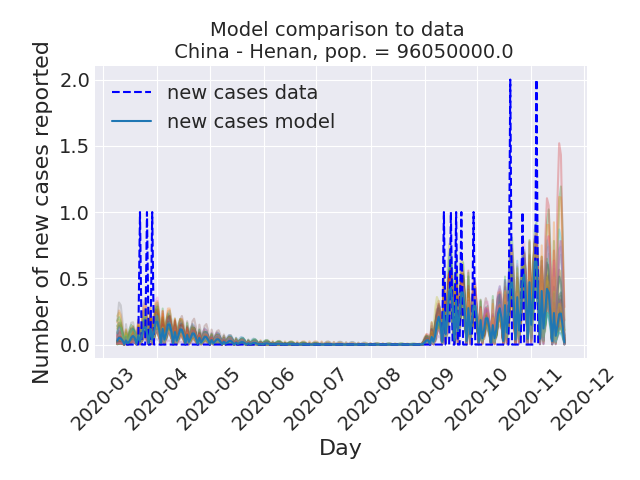 Model comparison to data
China - Henan, pop. = 96050000.0
Number of new cases reported
2.0
1.5
1.0
0.5
0.0
new cases data
new cases model
2020-03
2020-04
2020-05
2020-06
2020-07
2020-08
2020-09
2020-10
2020-11
2020-12
Day